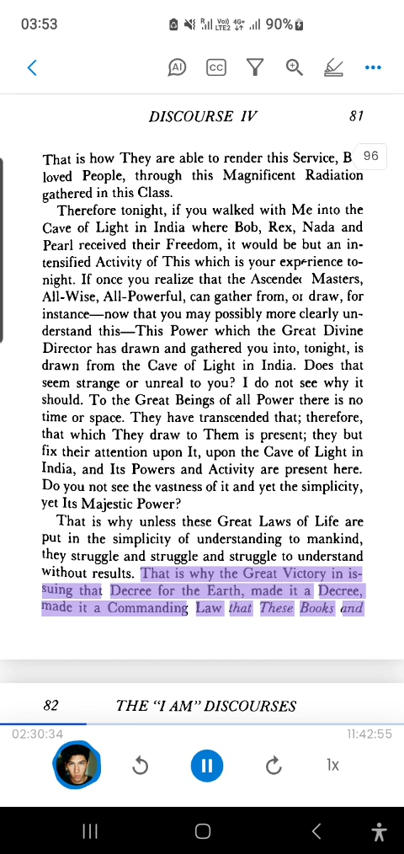 03:53
R Vo)) LTE2 4G+ 90%
AI CC
DISCOURSE IV 81
96
That is how They are able to render this Service, B
loved People, through this Magnificent Radiation
gathered in this Class.
Therefore tonight, if you walked with Me into the
Cave of Light in India where Bob, Rex, Nada and
Pearl received their Freedom, it would be but an in-
tensified Activity of This which is your experience to-
night. If once you realize that the Ascended Masters,
All-Wise, All-Powerful, can gather from, or draw, for
instance—now that you may possibly more clearly un-
derstand this—This Power which the Great Divine
Director has drawn and gathered you into, tonight, is
drawn from the Cave of Light in India. Does that
seem strange or unreal to you? I do not see why it
should. To the Great Beings of all Power there is no
time or space. They have transcended that; therefore,
that which They draw to Them is present; they but
fix their attention upon It, upon the Cave of Light in
India, and Its Powers and Activity are present here.
Do you not see the vastness of it and yet the simplicity,
yet Its Majestic Power?
That is why unless these Great Laws of Life are
put in the simplicity of understanding to mankind,
they struggle and struggle and struggle to understand
without results. That is why the Great Victory in is-
suing that Decree for the Earth, made it a Decree,
made it a Commanding Law that These Books and
82 THE "I AM" DISCOURSES
02:30:34 11:42:55
1x